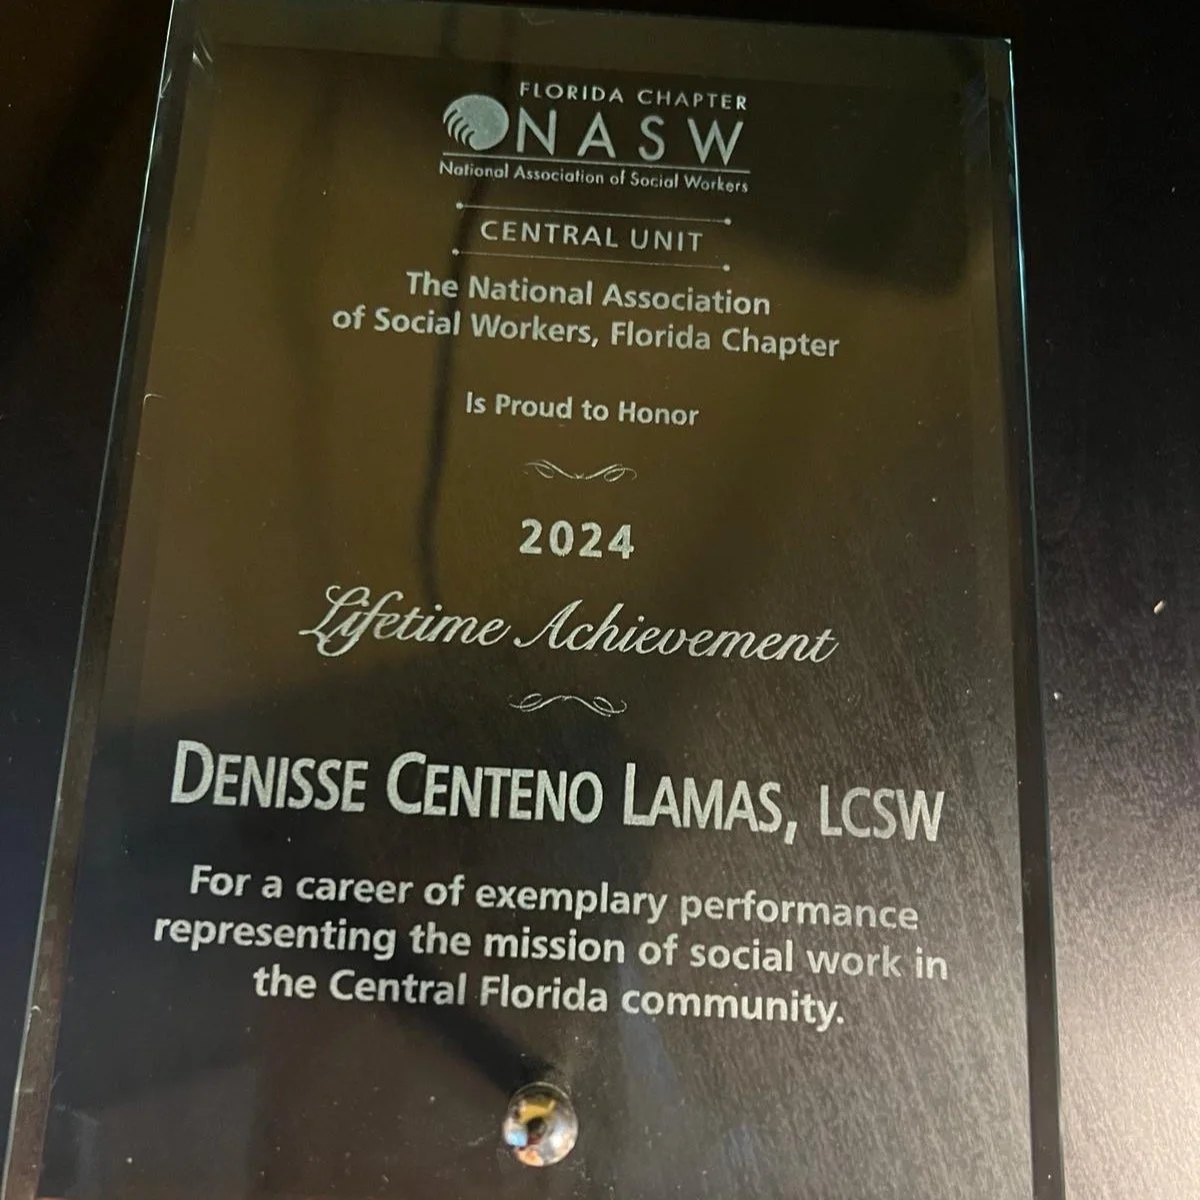 FLORIDA CHAPTER
NASW
National Association of Social Workers
CENTRAL UNIT
The National Association
of Social Workers, Florida Chapter
Is Proud to Honor
2024
Lifetime Achievement
DENISSE CENTENO LAMAS, LCSW
For a career of exemplary performance
representing the mission of social work in
the Central Florida community.